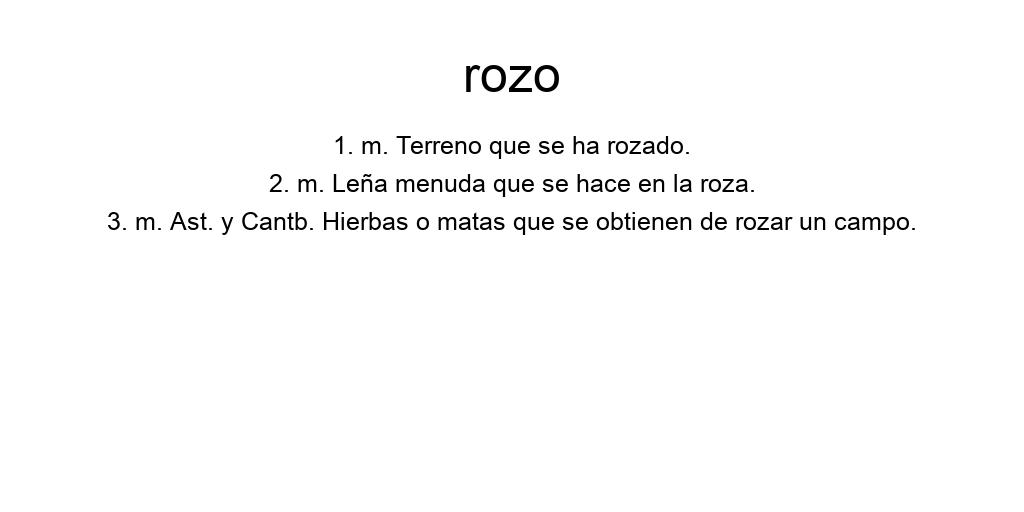 rozo
1. m. Terreno que se ha rozado.
2. m. Leña menuda que se hace en la roza.
3. m. Ast. y Cantb. Hierbas o matas que se obtienen de rozar un campo.